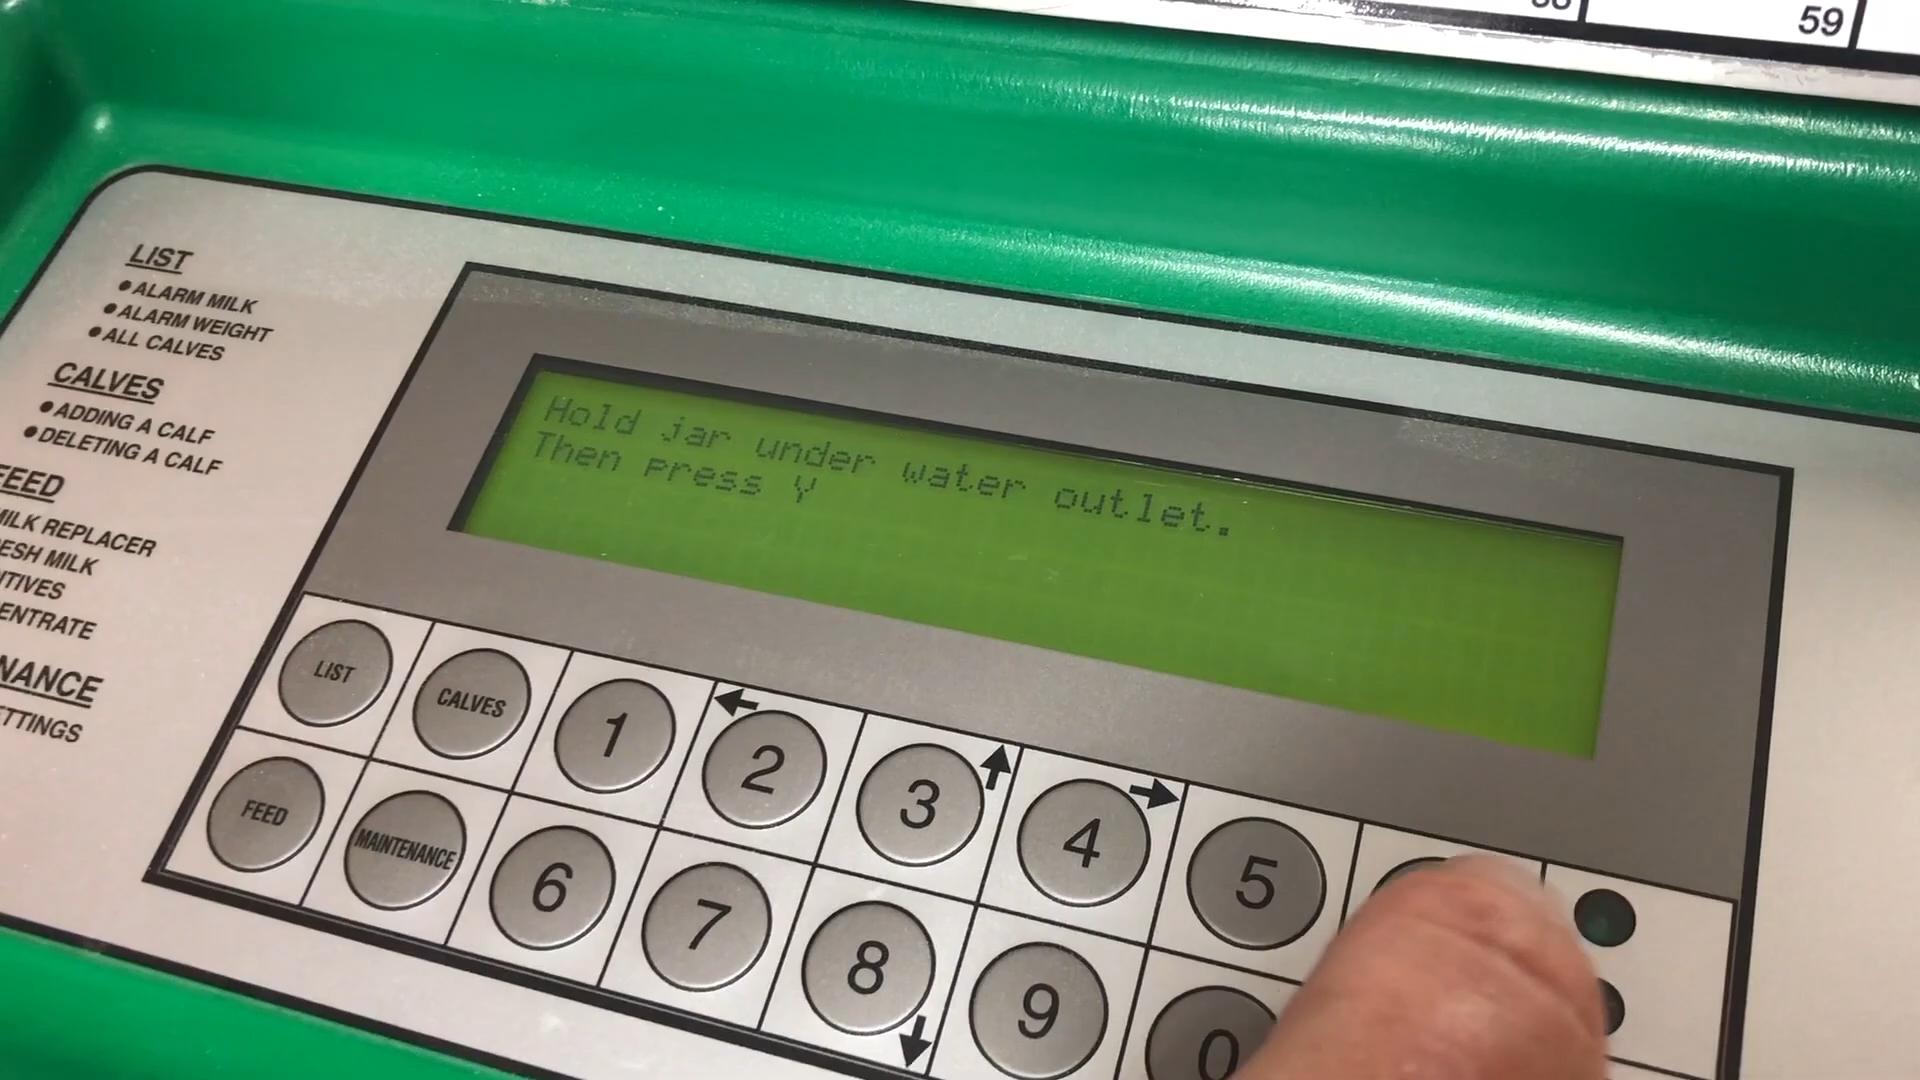 59
LIST
• ALARM MILK
• ALARM WEIGHT
• ALL CALVES
CALVES
• ADDING A CALF
• DELETING A CALF
FEED
MILK REPLACER
ESH MILK
ITIVES
ENTRATE
NANCE
ETTINGS
Hold jar under water outlet.
Then press Y
LIST
CALVES
1
2
3
4
5
FEED
MAINTENANCE
6
7
8
9
0